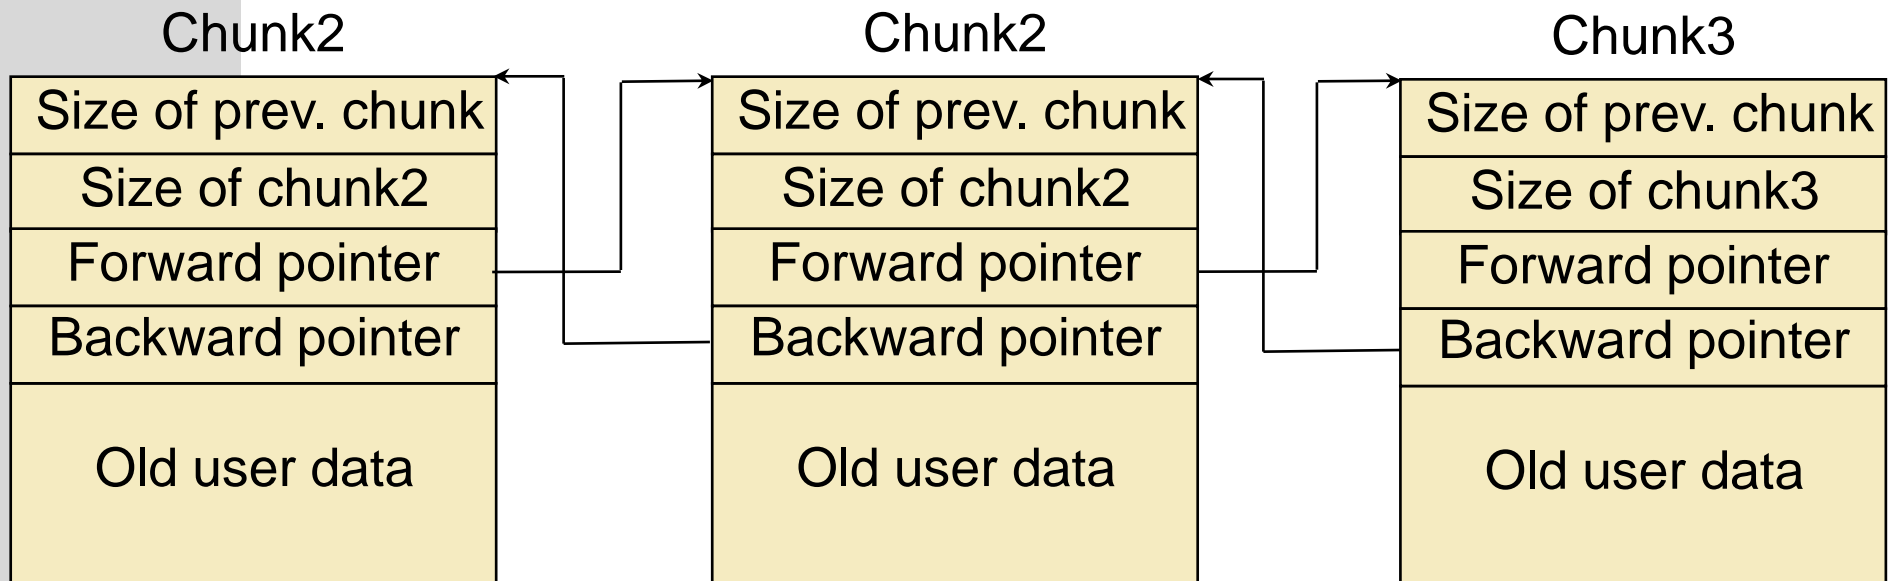 Chunk2
Size of prev. chunk
Size of chunk2
Forward pointer
Backward pointer
Old user data
Chunk2
Size of prev. chunk
Size of chunk2
Forward pointer
Backward pointer
Old user data
Chunk3
Size of prev. chunk
Size of chunk3
Forward pointer
Backward pointer
Old user data